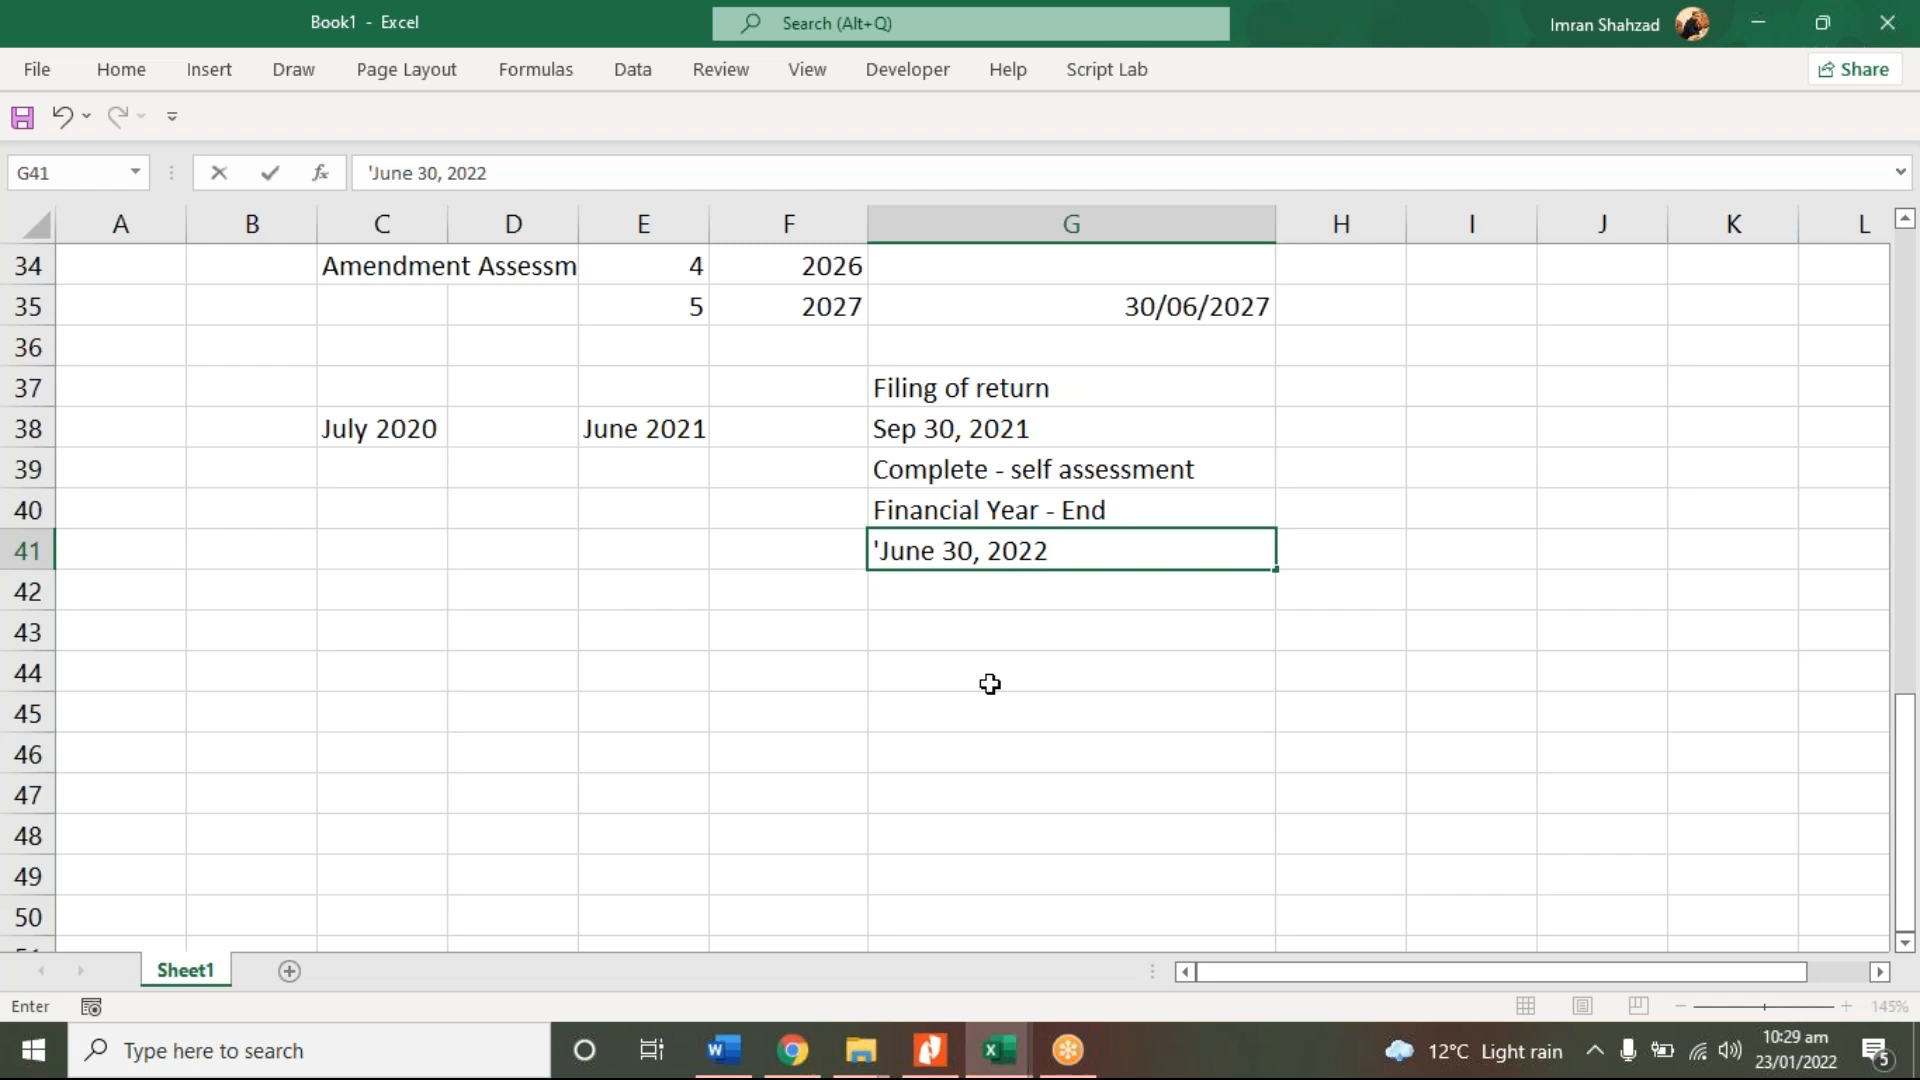 Book1 - Excel
Search (Alt+Q)
Imran Shahzad
File Home Insert Draw Page Layout Formulas Data Review View Developer Help Script Lab
Share
G41
fx
'June 30, 2022
A B C D E F G H I J K L
34 Amendment Assessm 4 2026
35 5 2027 30/06/2027
36
37 Filing of return
38 July 2020 June 2021 Sep 30, 2021
39 Complete - self assessment
40 Financial Year - End
41 'June 30, 2022
42
43
44
45
46
47
48
49
50
Sheet1
Enter
145%
Type here to search
12°C Light rain
10:29 am
23/01/2022
5